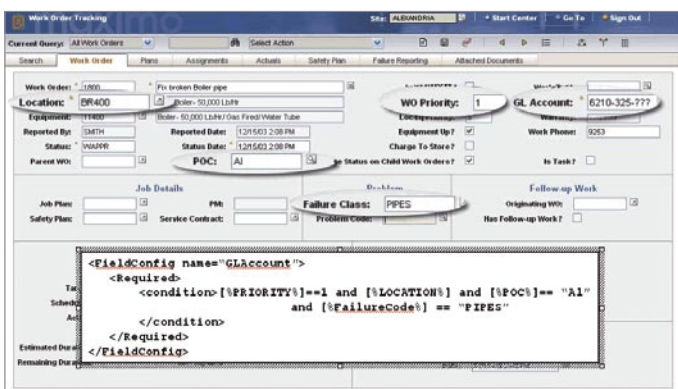 Work Order Tracking
Site: ALEXANDRIA
Start Center
Go To
Sign Out
Current Query: All Work Orders
Select Action
Search
Work Order
Plans
Assignments
Actuals
Safety Plan
Failure Reporting
Attached Documents
Work Order: * 1800
* Fix broken Boiler pipe
Location: * BR400
Boiler- 50,000 Lb/Hr
WO Priority: 1
GL Account: * 6210-325-???
Equipment: 11400
Boiler- 50,000 Lb/Hr/ Gas Fired/Water Tube
Reported By: SMITH
Reported Date: 12/15/03 2:08 PM
Equipment Up?
Work Phone: 9253
Status: * WAPPR
Status Date: * 12/15/03 2:08 PM
Charge To Store?
Parent WO:
POC: A1
e Status on Child Work Orders?
Is Task?
Job Details
Problem
Follow-up Work
Job Plan:
PM:
Failure Class: PIPES
Originating WO:
Safety Plan:
Service Contract:
Problem Code:
Has Follow-up Work?
<FieldConfig name="GLAccount">
<Required>
<condition>[%PRIORITY%]==1 and [%LOCATION%] and [%POC%]== "A1"
and [%FailureCode%] == "PIPES"
</condition>
</Required>
</FieldConfig>
Estimated Dura
Remaining Dura